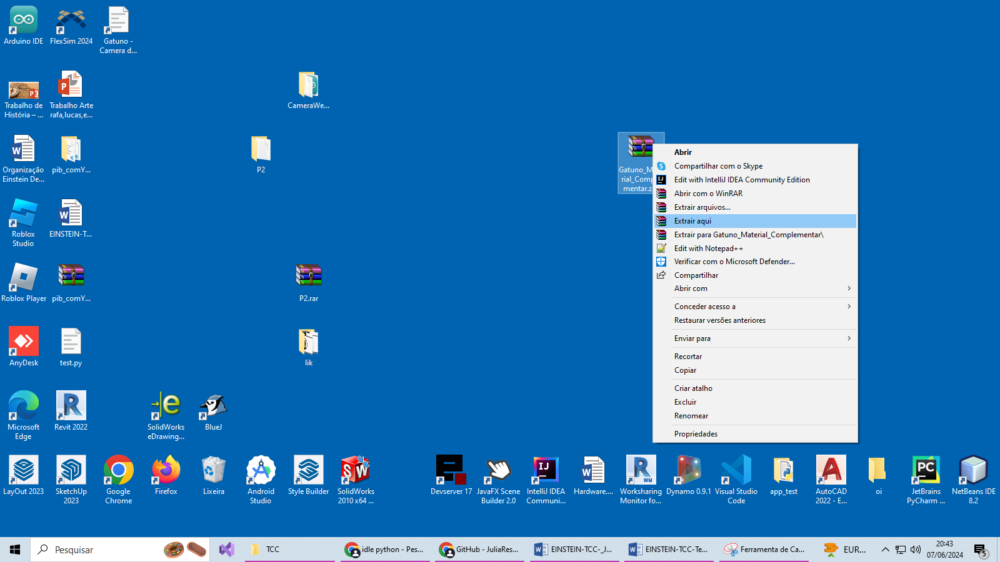 Arduino IDE
FlexSim 2024
Gatuno -
Camera d...
Trabalho de
História – ...
Trabalho Arte
rafa,lucas,e...
CameraWe...
Organização
Einstein De...
pib_comY...
P2
Gatuno_M
rial_Comp
mentar.z
Roblox
Studio
EINSTEIN-T...
Roblox Player
pib_comY...
P2.rar
AnyDesk
test.py
lik
Microsoft
Edge
Revit 2022
SolidWorks
eDrawing...
BlueJ
LayOut 2023
SketchUp
2023
Google
Chrome
Firefox
Lixeira
Android
Studio
Style Builder
SolidWorks
2010 x64 ...
Devserver 17
JavaFX Scene
Builder 2.0
IntelliJ IDEA
Communi...
Hardware....
Worksharing
Monitor fo...
Dynamo 0.9.1
Visual Studio
Code
app_test
AutoCAD
2022 - E...
oi
JetBrains
PyCharm ...
NetBeans IDE
8.2
Abrir
Compartilhar com o Skype
Edit with IntelliJ IDEA Community Edition
Abrir com o WinRAR
Extrair arquivos...
Extrair aqui
Extrair para Gatuno_Material_Complementar\
Edit with Notepad++
Verificar com o Microsoft Defender...
Compartilhar
Abrir com
Conceder acesso a
Restaurar versões anteriores
Enviar para
Recortar
Copiar
Criar atalho
Excluir
Renomear
Propriedades
Pesquisar
TCC
idle python - Pes...
GitHub - JuliaRes...
EINSTEIN-TCC-_J...
EINSTEIN-TCC-Te...
Ferramenta de Ca...
EUR...
20:43
07/06/2024
5